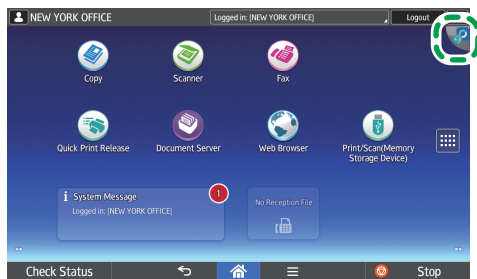 NEW YORK OFFICE
Logged in: [NEW YORK OFFICE]
Logout
Copy
Scanner
Fax
Quick Print Release
Document Server
Web Browser
Print/Scan(Memory
Storage Device)
i System Message
1
Logged in: [NEW YORK OFFICE]
No Reception File
Check Status
Stop